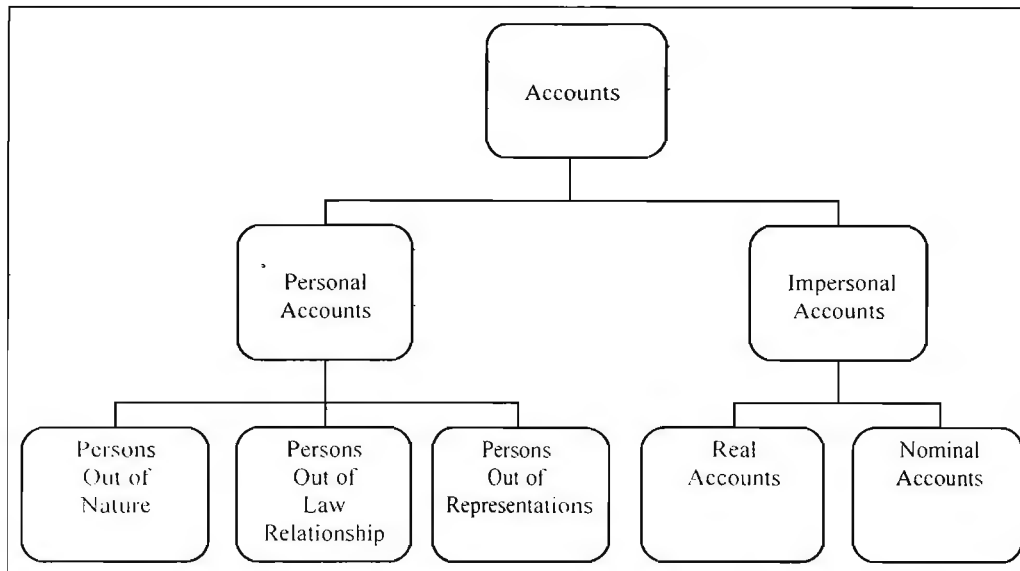 Accounts
Personal
Accounts
Impersonal
Accounts
Persons
Out of
Nature
Persons
Out of
Law
Relationship
Persons
Out of
Representations
Real
Accounts
Nominal
Accounts